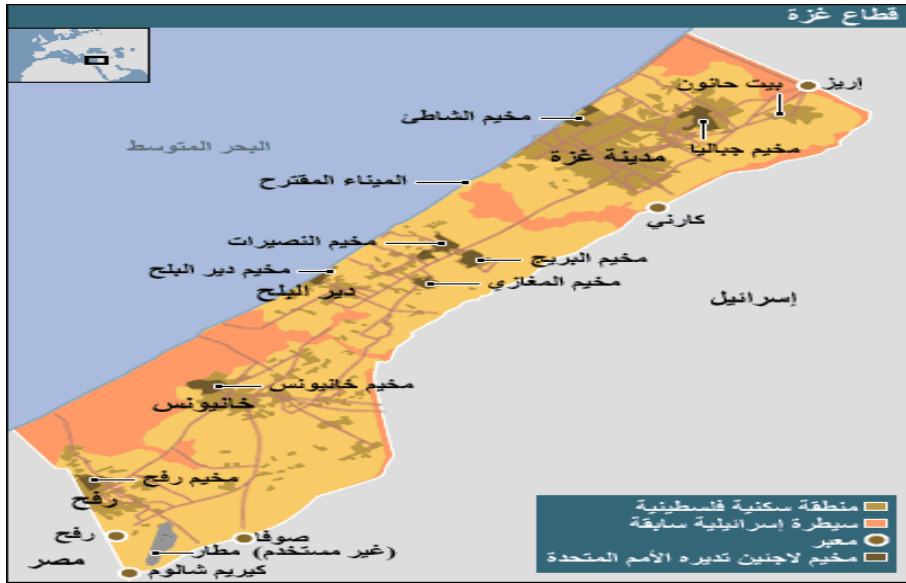 قطاع غزة
إريز
بيت حانون
مخيم الشاطئ
مخيم جباليا
البحر المتوسط
مدينة غزة
الميناء المقترح
كارني
مخيم النصيرات
مخيم البريج
مخيم دير البلح
مخيم المغازي
دير البلح
إسرائيل
مخيم خانيونس
خانيونس
مخيم رفح
رفح
رفح
صوفا
مطار (غير مستخدم)
مصر
كيريم شالوم
منطقة سكنية فلسطينية
سيطرة إسرائيلية سابقة
معبر
مخيم لاجئين تديره الأمم المتحدة